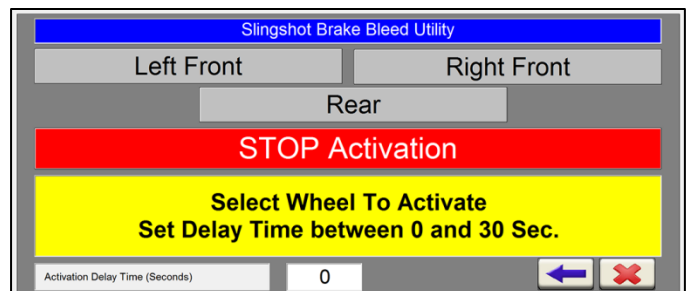 Slingshot Brake Bleed Utility
Left Front
Right Front
Rear
STOP Activation
Select Wheel To Activate
Set Delay Time between 0 and 30 Sec.
Activation Delay Time (Seconds)
0